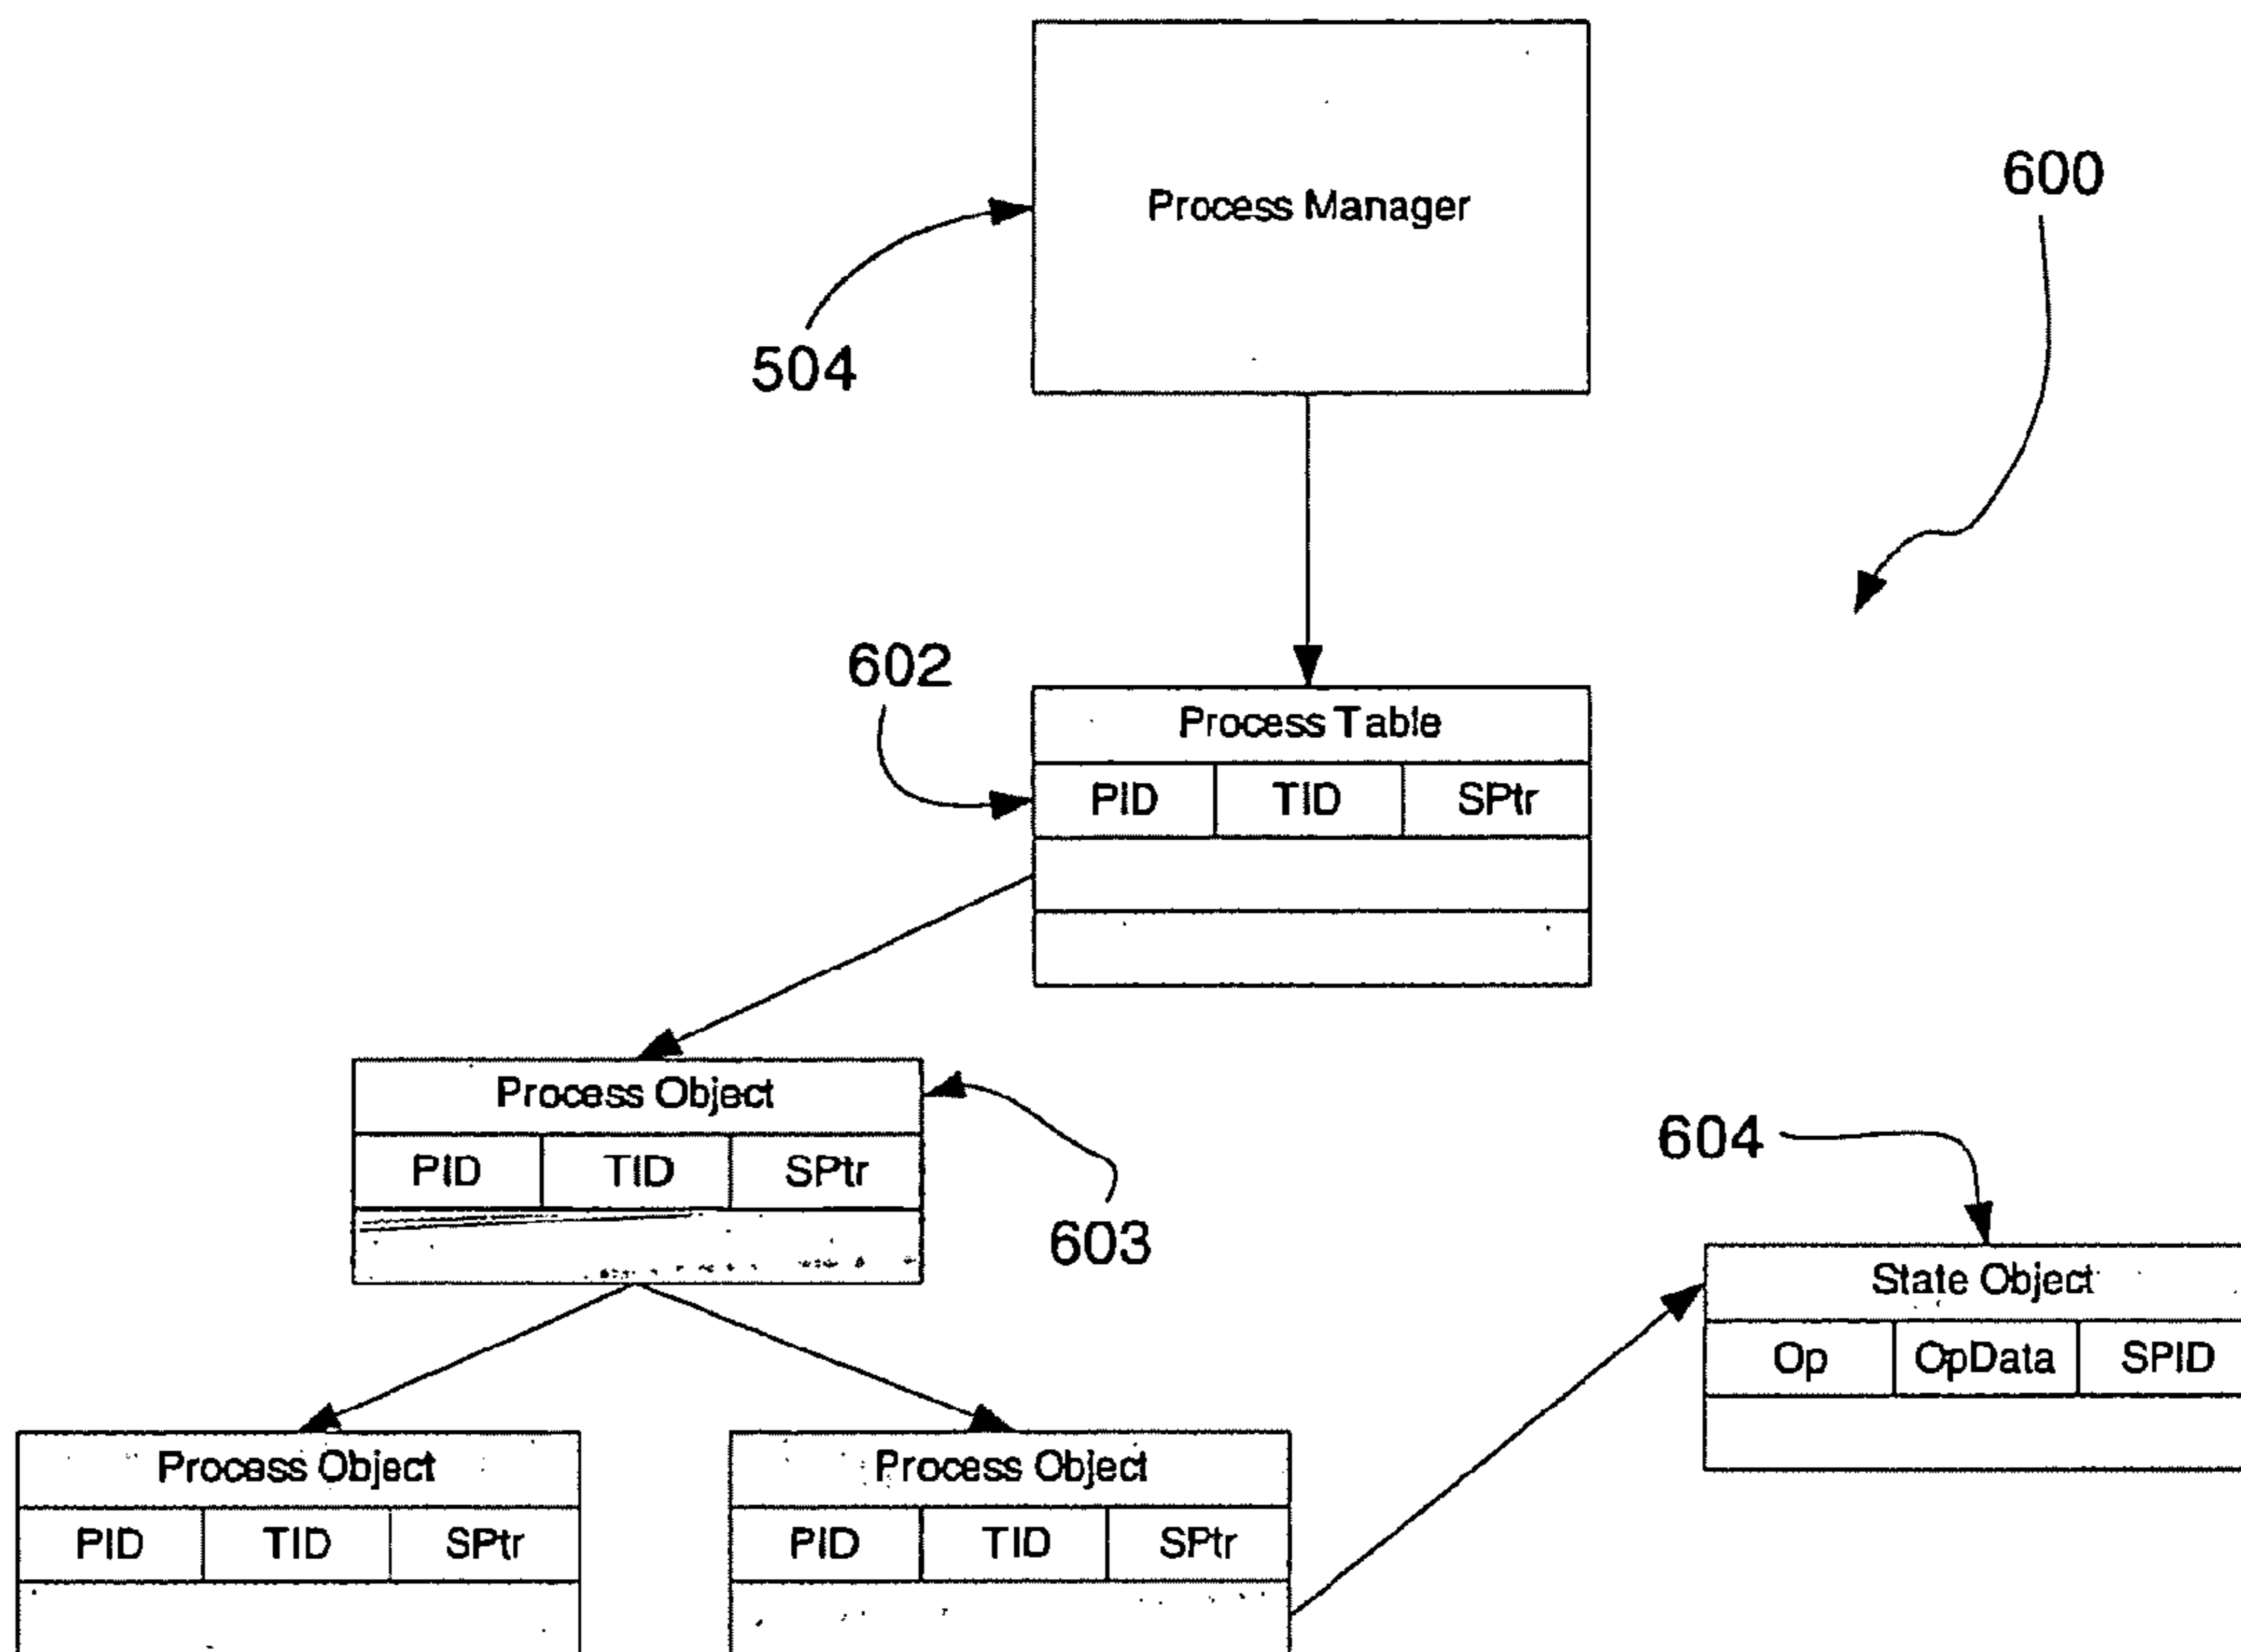 Process Manager
600
504
602
Process Table
PID TID SPtr
Process Object
PID TID SPtr
603
604
State Object
Op OpData SPID
Process Object
PID TID SPtr
Process Object
PID TID SPtr